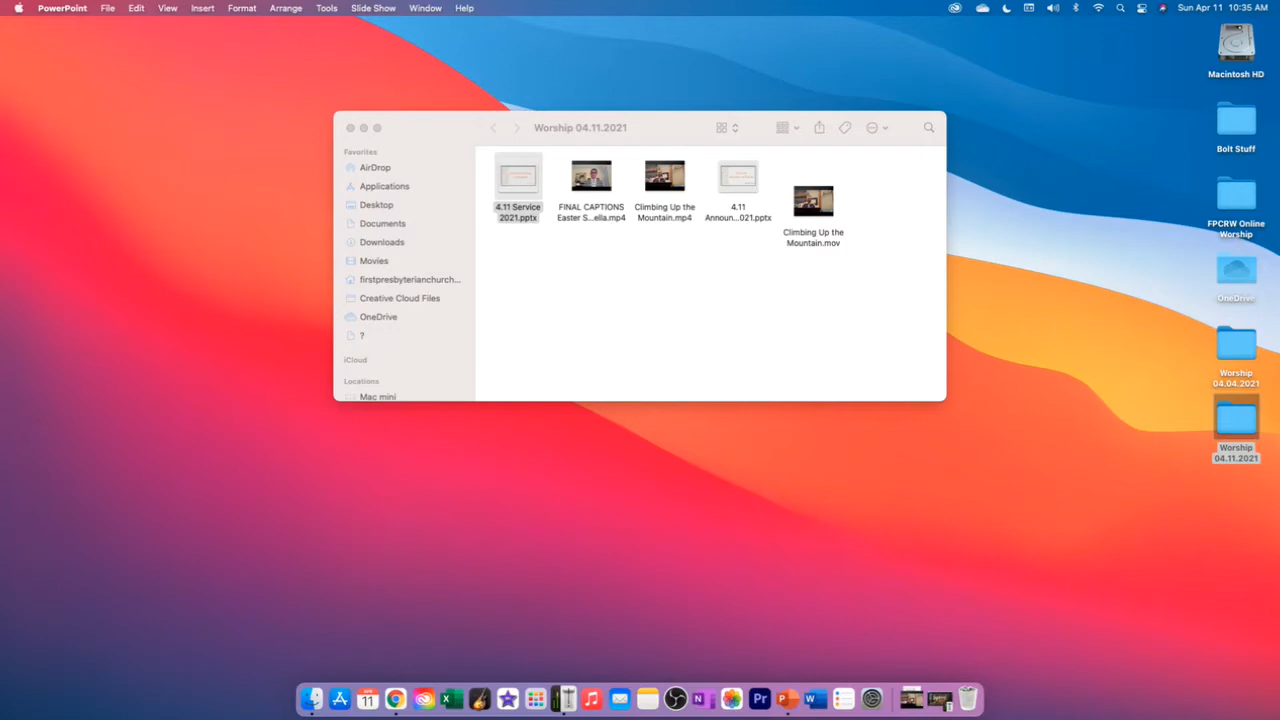 PowerPoint File Edit View Insert Format Arrange Tools Slide Show Window Help
Sun Apr 11 10:35 AM
Worship 04.11.2021
Favorites
AirDrop
Applications
Desktop
Documents
Downloads
Movies
firstpresbyterianchurch...
Creative Cloud Files
OneDrive
?
iCloud
Locations
Mac mini
4.11 Service
2021.pptx
FINAL CAPTIONS
Easter S...ella.mp4
Climbing Up the
Mountain.mp4
4.11
Announ...021.pptx
Climbing Up the
Mountain.mov
Macintosh HD
Bolt Stuff
FPCRW Online
Worship
OneDrive
Worship
04.04.2021
Worship
04.11.2021
APR
11
X
N
Pr
P
W